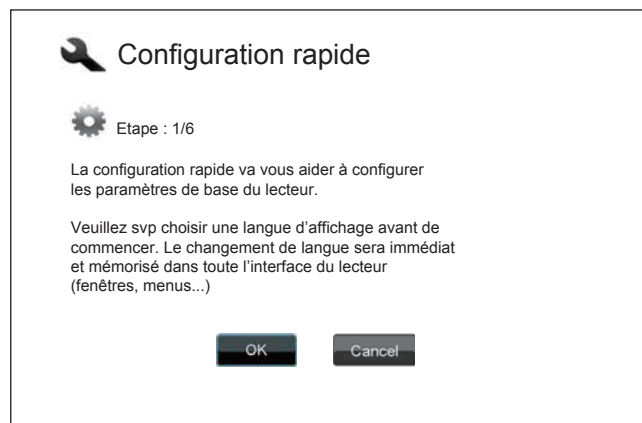 Configuration rapide
Etape : 1/6
La configuration rapide va vous aider à configurer
les paramètres de base du lecteur.
Veuillez svp choisir une langue d’affichage avant de
commencer. Le changement de langue sera immédiat
et mémorisé dans toute l’interface du lecteur
(fenêtres, menus...)
OK
Cancel